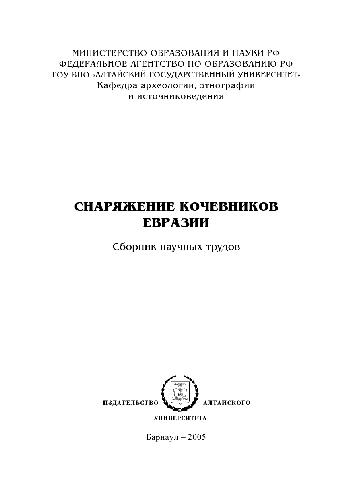 МИНИСТЕРСТВО ОБРАЗОВАНИЯ И НАУКИ РФ
ФЕДЕРАЛЬНОЕ АГЕНТСТВО ПО ОБРАЗОВАНИЮ РФ
ГОУ ВПО «АЛТАЙСКИЙ ГОСУДАРСТВЕННЫЙ УНИВЕРСИТЕТ»
Кафедра археологии, этнографии
и источниковедения
СНАРЯЖЕНИЕ КОЧЕВНИКОВ
ЕВРАЗИИ
Сборник научных трудов
ИЗДАТЕЛЬСТВО АЛТАЙСКОГО
УНИВЕРСИТЕТА
Барнаул – 2005